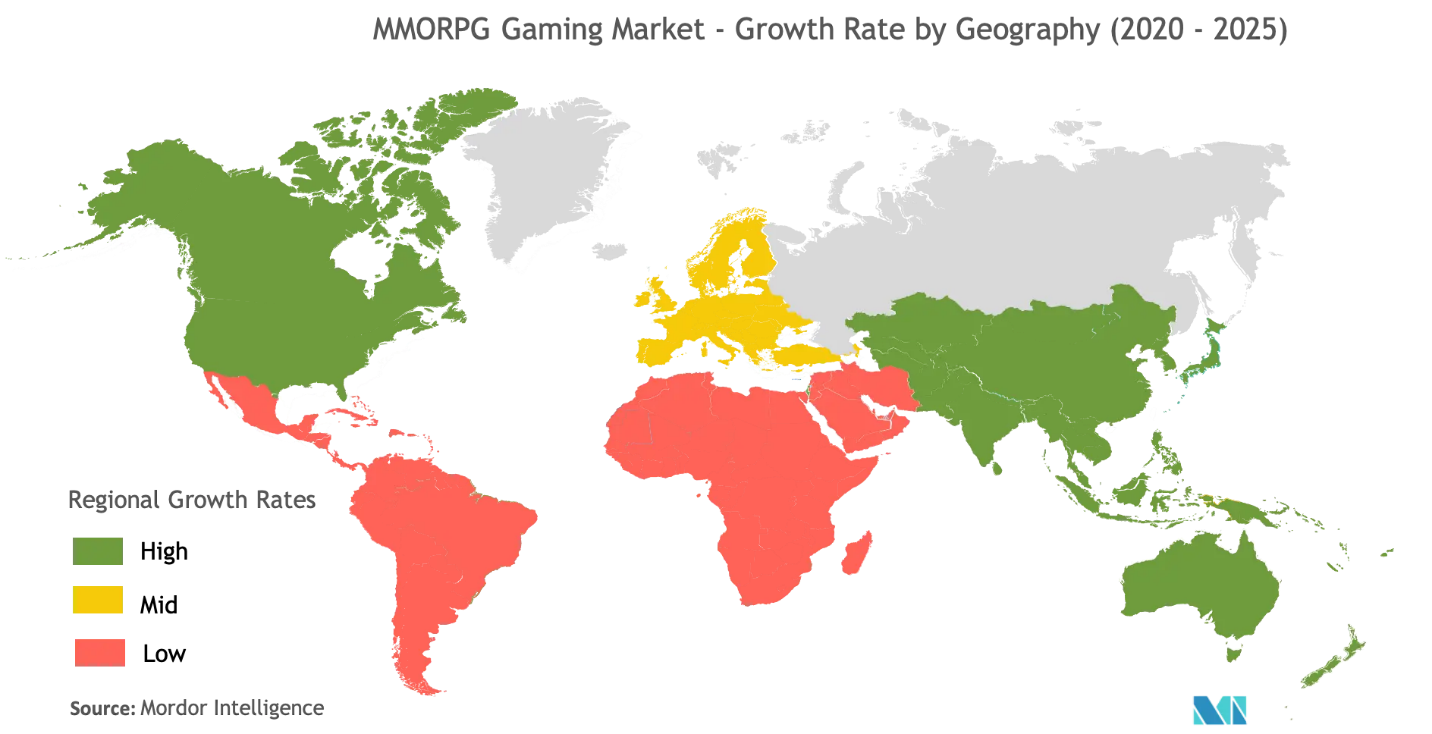 MMORPG Gaming Market - Growth Rate by Geography (2020 - 2025)
Regional Growth Rates
High
Mid
Low
Source: Mordor Intelligence